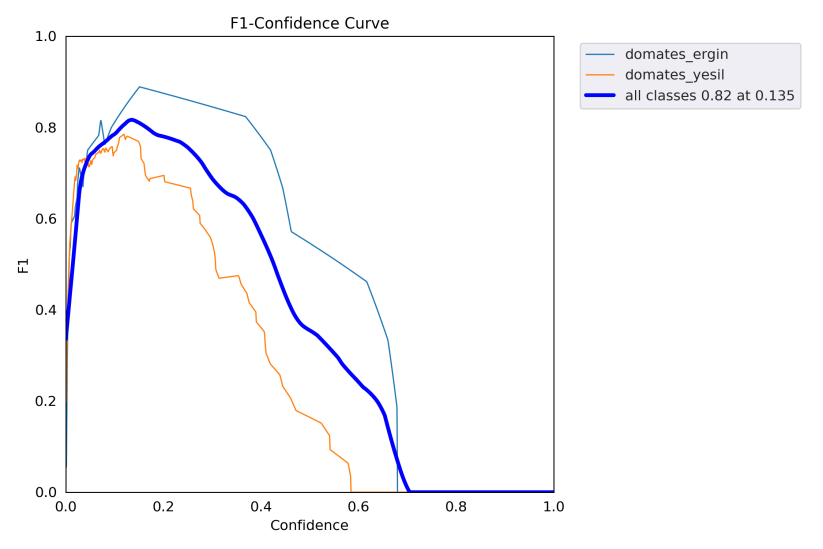 F1-Confidence Curve
1.0
0.8
0.6
0.4
0.2
0.0
F1
0.0 0.2 0.4 0.6 0.8 1.0
Confidence
domates_ergin
domates_yesil
all classes 0.82 at 0.135